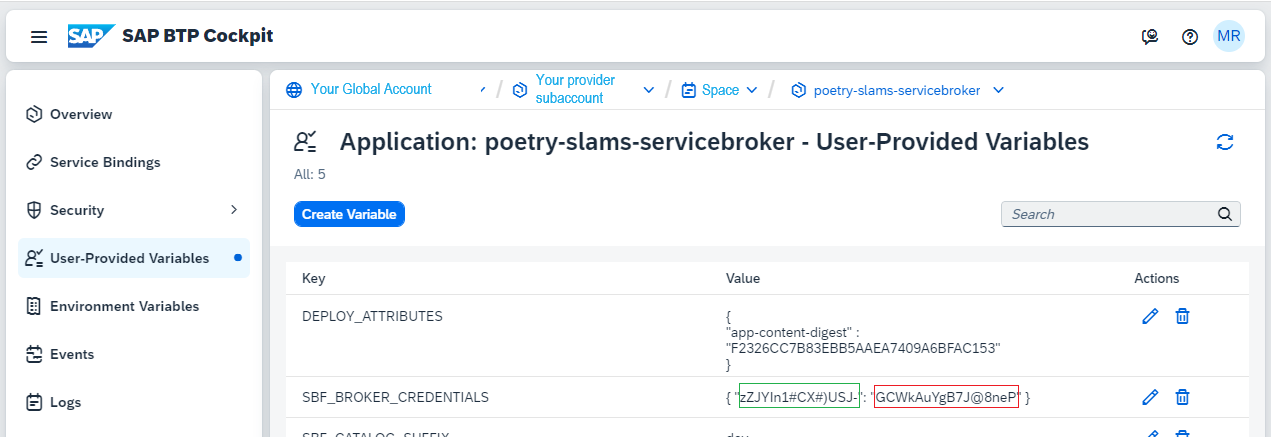 SAP SAP BTP Cockpit MR
Your Global Account / Your provider subaccount / Space / poetry-slams-servicebroker
Overview
Service Bindings
Security
User-Provided Variables
Environment Variables
Events
Logs
Application: poetry-slams-servicebroker - User-Provided Variables
All: 5
Create Variable
Search
Key Value Actions
DEPLOY_ATTRIBUTES {
"app-content-digest" :
"F2326CC7B83EBB5AAEA7409A6BFAC153"
}
SBF_BROKER_CREDENTIALS { "zZJYIn1#CX#)USJ-": "GCWkAuYgB7J@8neP" }
SBF_CATALOG_SUFFIX dev